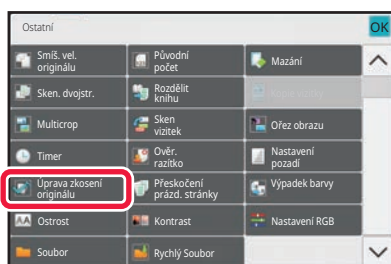 Ostatní
OK
Smíš. vel.
originálu
Původní
počet
Mazání
Sken. dvojstr.
Rozdělit
knihu
Multicrop
Sken
vizitek
Ořez obrazu
Timer
Ověr.
razítko
Nastavení
pozadí
Úprava zkosení
originálu
Přeskočení
prázd. stránky
Výpadek barvy
Ostrost
Kontrast
Nastavení RGB
Soubor
Rychlý Soubor